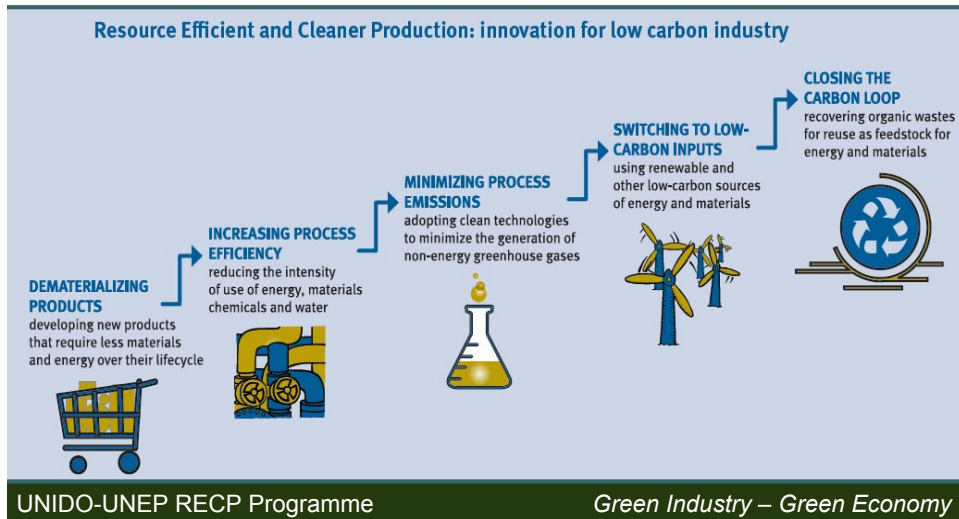 Resource Efficient and Cleaner Production: innovation for low carbon industry
DEMATERIALIZING
PRODUCTS
developing new products
that require less materials
and energy over their lifecycle
INCREASING PROCESS
EFFICIENCY
reducing the intensity
of use of energy, materials
chemicals and water
MINIMIZING PROCESS
EMISSIONS
adopting clean technologies
to minimize the generation of
non-energy greenhouse gases
SWITCHING TO LOW-
CARBON INPUTS
using renewable and
other low-carbon sources
of energy and materials
CLOSING THE
CARBON LOOP
recovering organic wastes
for reuse as feedstock for
energy and materials
UNIDO-UNEP RECP Programme
Green Industry – Green Economy